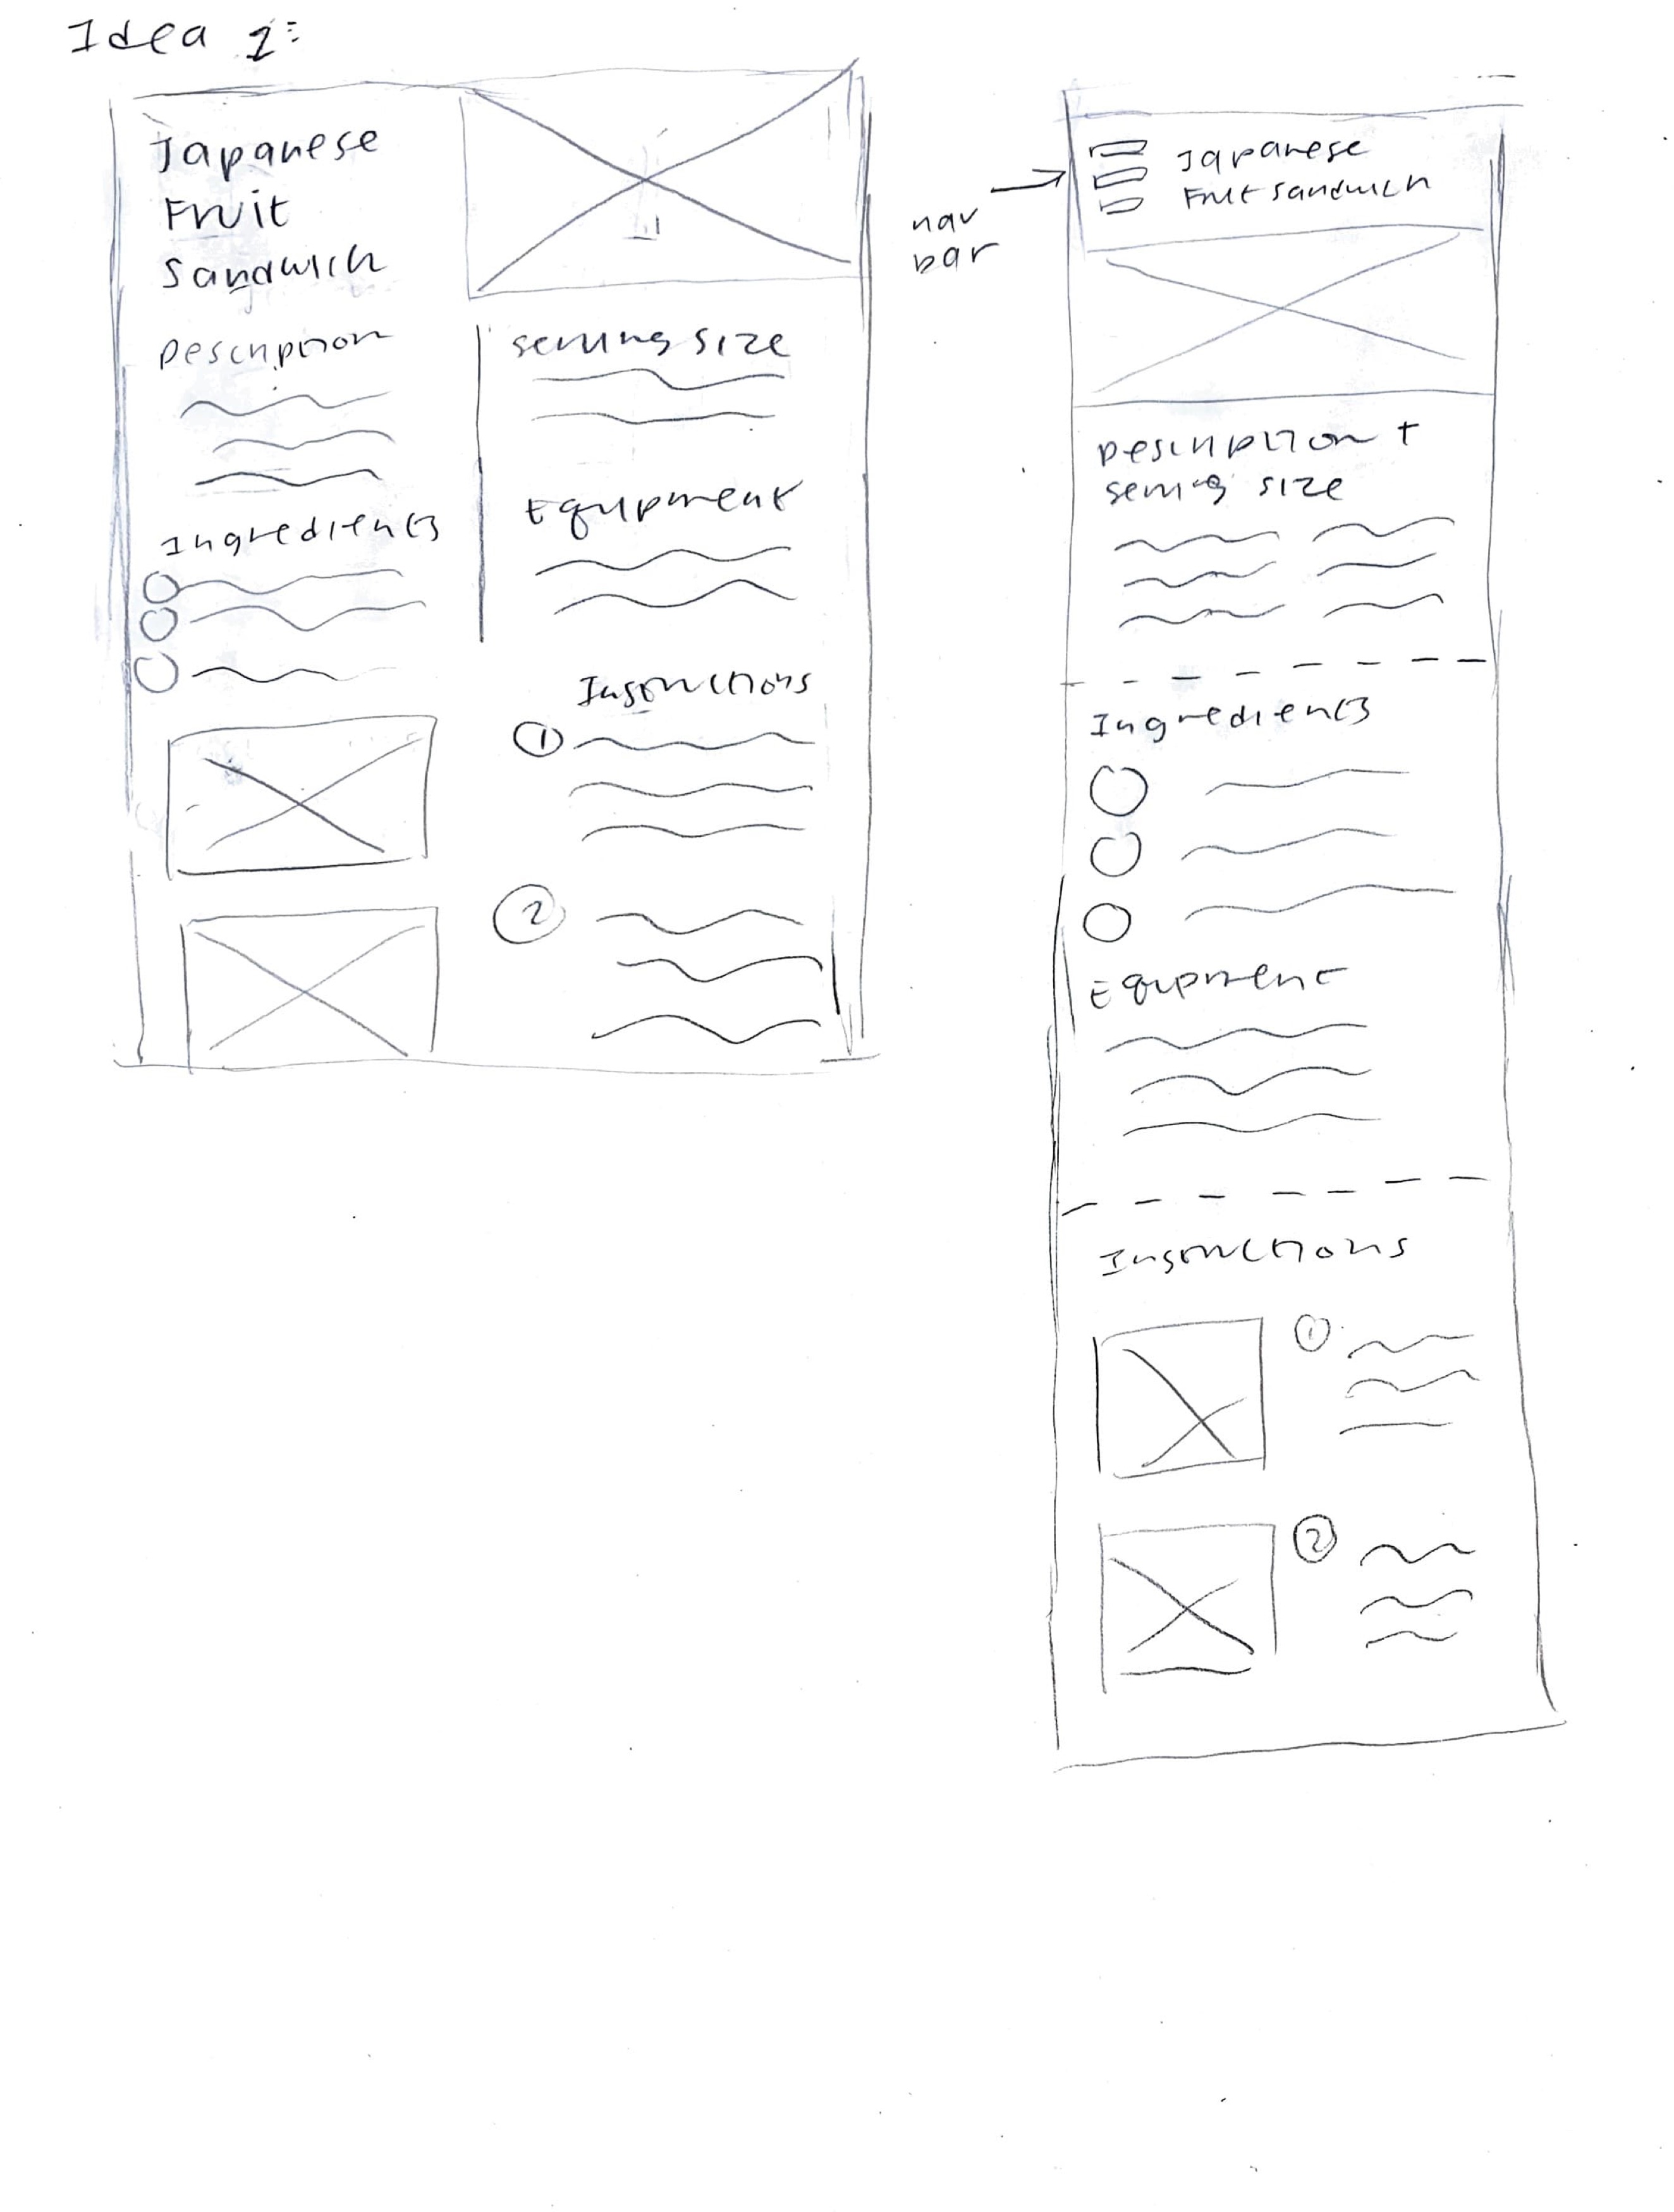 Idea 1:
Japanese
Fruit
Sandwich
Description
Ingredients
Serving size
Equipment
Instructions
1
2
nav
bar
Japanese
Fruit Sandwich
Description +
serving size
Ingredients
Equipment
Instructions
1
2